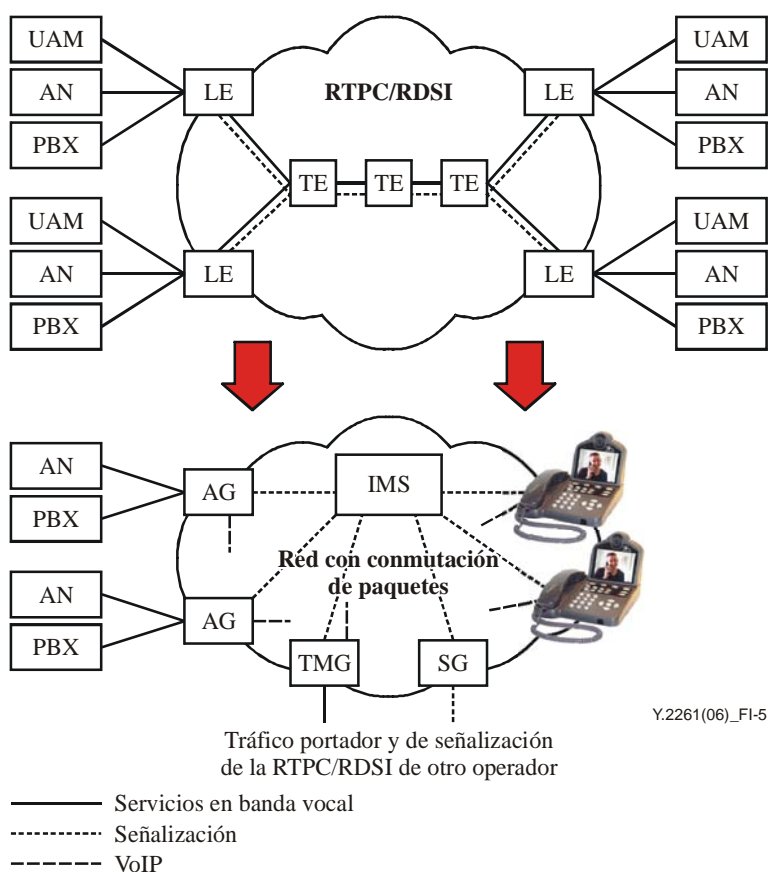 UAM
AN
PBX
UAM
AN
PBX
LE
RTPC/RDSI
LE
TE
TE
TE
LE
LE
UAM
AN
PBX
UAM
AN
PBX
AN
PBX
AN
PBX
AG
IMS
Red con conmutación
de paquetes
AG
TMG
SG
Y.2261(06)_FI-5
Tráfico portador y de señalización
de la RTPC/RDSI de otro operador
Servicios en banda vocal
Señalización
VoIP